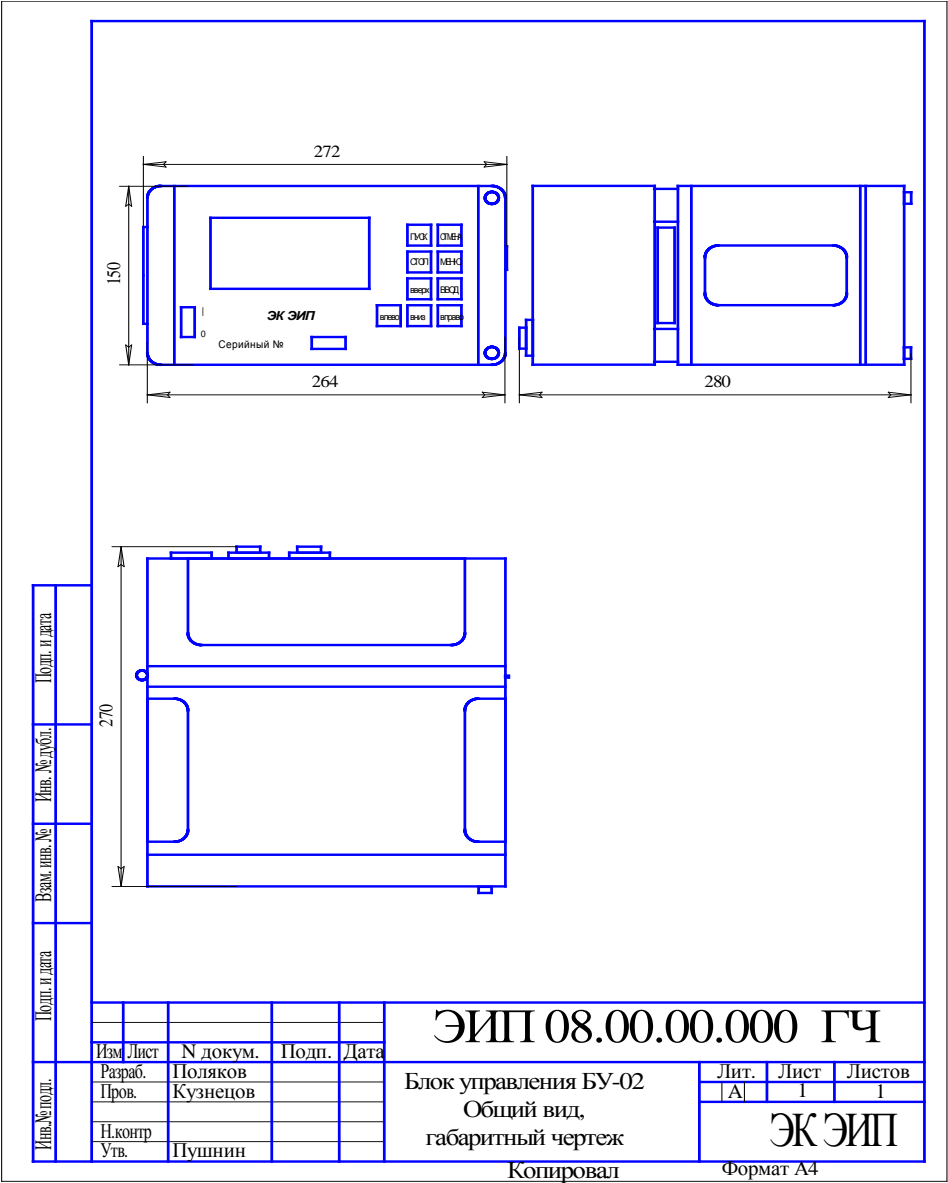 272
150
ПУСК ОТМЕНА
СТОП МЕНЮ
вверх ВВОД
влево вниз вправо
|
0
ЭК ЭИП
Серийный №
264
280
270
Подп. и дата
Инв. № дубл.
Взам. инв. №
Подп. и дата
Инв.№ подл.
ЭИП 08.00.00.000 ГЧ
Изм Лист N докум. Подп. Дата
Разраб. Поляков
Пров. Кузнецов
Н.контр
Утв. Пушнин
Блок управления БУ-02
Общий вид,
габаритный чертеж
Лит. Лист Листов
А 1 1
ЭК ЭИП
Копировал
Формат А4